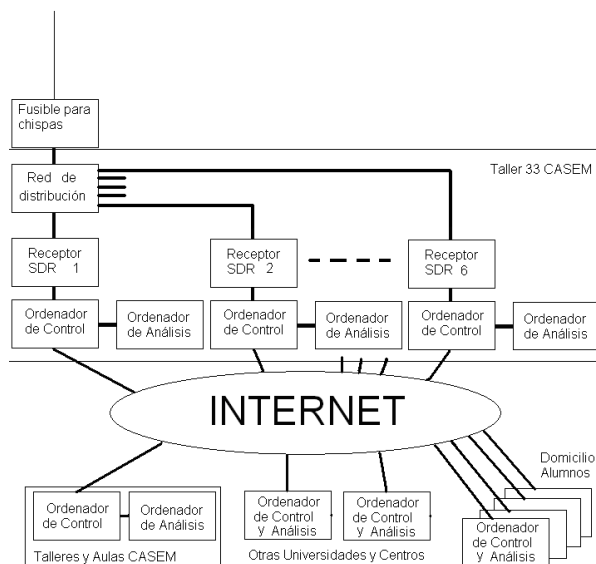 Fusible para
chispas
Red de
distribución
Taller 33 CASEM
Receptor
SDR 1
Receptor
SDR 2
Receptor
SDR 6
Ordenador
de Control
Ordenador
de Análisis
Ordenador
de Control
Ordenador
de Análisis
Ordenador
de Control
Ordenador
de Análisis
INTERNET
Domicilio
Alumnos
Ordenador
de Control
Ordenador
de Análisis
Talleres y Aulas CASEM
Ordenador
de Control
y Análisis
Ordenador
de Control
y Análisis
Otras Universidades y Centros
Ordenador
de Control
y Análisis